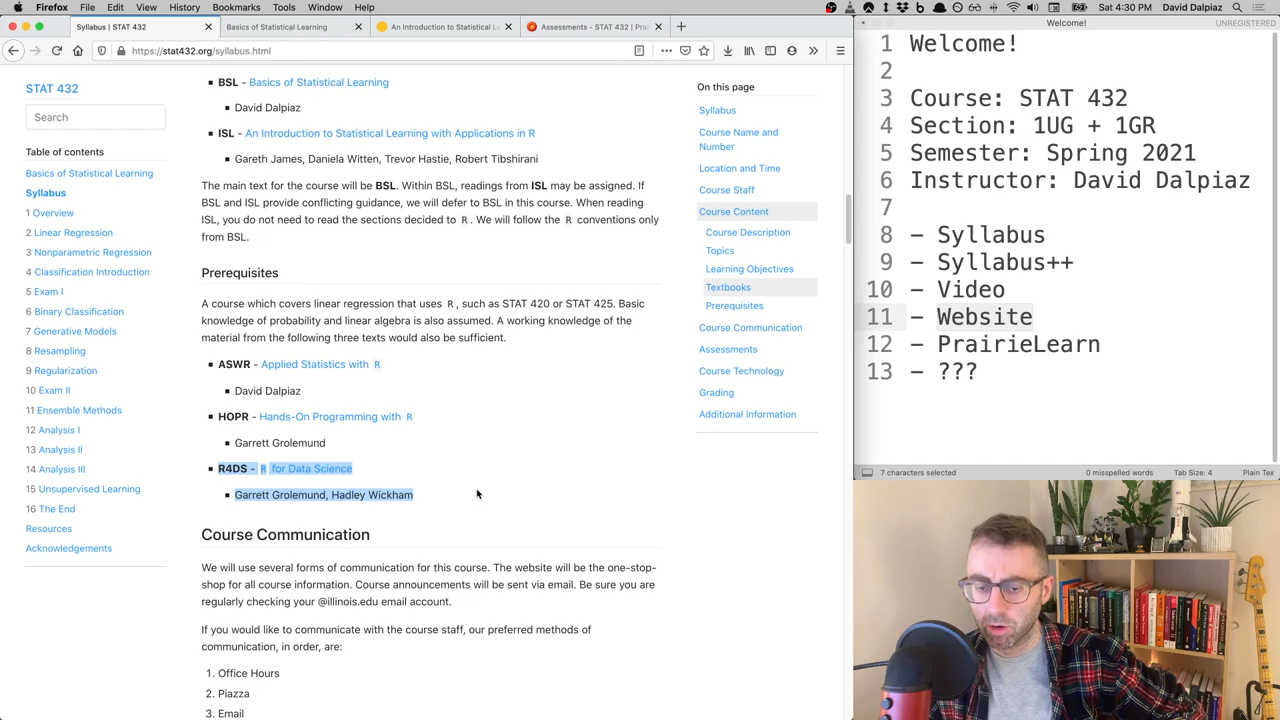 Firefox File Edit View History Bookmarks Tools Window Help
Sat 4:30 PM David Dalpiaz
Syllabus | STAT 432
Basics of Statistical Learning
An Introduction to Statistical L
Assessments - STAT 432 | Prai
https://stat432.org/syllabus.html
STAT 432
Search
Table of contents
Basics of Statistical Learning
Syllabus
1 Overview
2 Linear Regression
3 Nonparametric Regression
4 Classification Introduction
5 Exam I
6 Binary Classification
7 Generative Models
8 Resampling
9 Regularization
10 Exam II
11 Ensemble Methods
12 Analysis I
13 Analysis II
14 Analysis III
15 Unsupervised Learning
16 The End
Resources
Acknowledgements
BSL - Basics of Statistical Learning
David Dalpiaz
ISL - An Introduction to Statistical Learning with Applications in R
Gareth James, Daniela Witten, Trevor Hastie, Robert Tibshirani
The main text for the course will be BSL. Within BSL, readings from ISL may be assigned. If
BSL and ISL provide conflicting guidance, we will defer to BSL in this course. When reading
ISL, you do not need to read the sections decided to R. We will follow the R conventions only
from BSL.
Prerequisites
A course which covers linear regression that uses R, such as STAT 420 or STAT 425. Basic
knowledge of probability and linear algebra is also assumed. A working knowledge of the
material from the following three texts would also be sufficient.
ASWR - Applied Statistics with R
David Dalpiaz
HOPR - Hands-On Programming with R
Garrett Grolemund
R4DS - R for Data Science
Garrett Grolemund, Hadley Wickham
Course Communication
We will use several forms of communication for this course. The website will be the one-stop-
shop for all course information. Course announcements will be sent via email. Be sure you are
regularly checking your @illinois.edu email account.
If you would like to communicate with the course staff, our preferred methods of
communication, in order, are:
1. Office Hours
2. Piazza
3. Email
On this page
Syllabus
Course Name and
Number
Location and Time
Course Staff
Course Content
Course Description
Topics
Learning Objectives
Textbooks
Prerequisites
Course Communication
Assessments
Course Technology
Grading
Additional Information
Welcome!
UNREGISTERED
1 Welcome!
2
3 Course: STAT 432
4 Section: 1UG + 1GR
5 Semester: Spring 2021
6 Instructor: David Dalpiaz
7
8 - Syllabus
9 - Syllabus++
10 - Video
11 - Website
12 - PrairieLearn
13 - ???
7 characters selected
0 misspelled words Tab Size: 4 Plain Tex